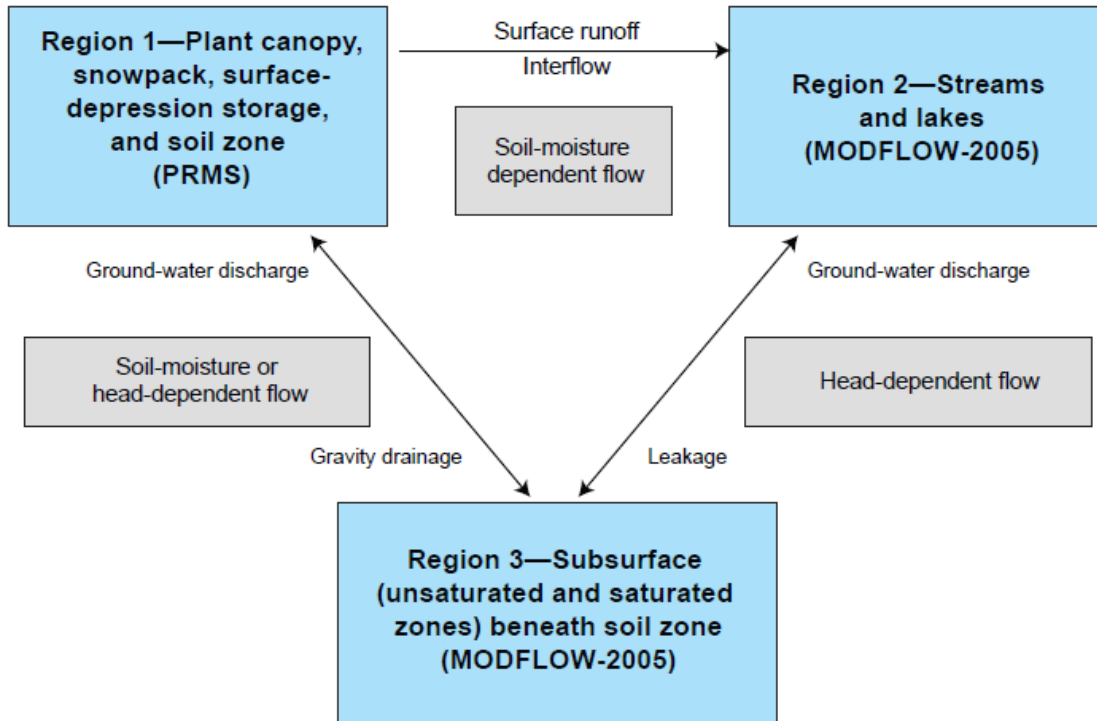 Region 1—Plant canopy,
snowpack, surface-
depression storage,
and soil zone
(PRMS)
Surface runoff
Interflow
Soil-moisture
dependent flow
Region 2—Streams
and lakes
(MODFLOW-2005)
Ground-water discharge
Ground-water discharge
Soil-moisture or
head-dependent flow
Head-dependent flow
Gravity drainage
Leakage
Region 3—Subsurface
(unsaturated and saturated
zones) beneath soil zone
(MODFLOW-2005)